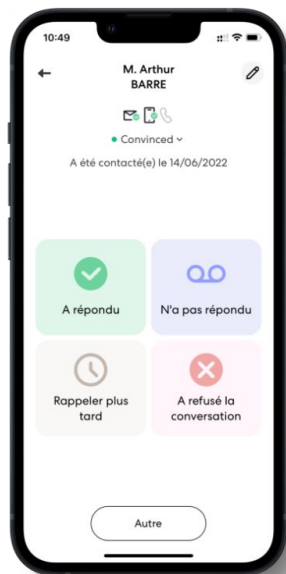 10:49
M. Arthur
BARRE
Convinced
A été contacté(e) le 14/06/2022
A répondu
N'a pas répondu
Rappeler plus
tard
A refusé la
conversation
Autre